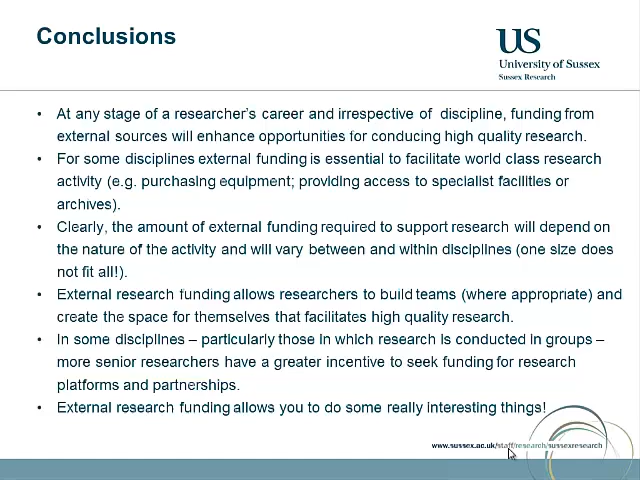 Conclusions
US
University of Sussex
Sussex Research
• At any stage of a researcher's career and irrespective of discipline, funding from
external sources will enhance opportunities for conducing high quality research.
• For some disciplines external funding is essential to facilitate world class research
activity (e.g. purchasing equipment; providing access to specialist facilities or
archives).
• Clearly, the amount of external funding required to support research will depend on
the nature of the activity and will vary between and within disciplines (one size does
not fit all!).
• External research funding allows researchers to build teams (where appropriate) and
create the space for themselves that facilitates high quality research.
• In some disciplines – particularly those in which research is conducted in groups –
more senior researchers have a greater incentive to seek funding for research
platforms and partnerships.
• External research funding allows you to do some really interesting things!
www.sussex.ac.uk/staff/research/sussexresearch